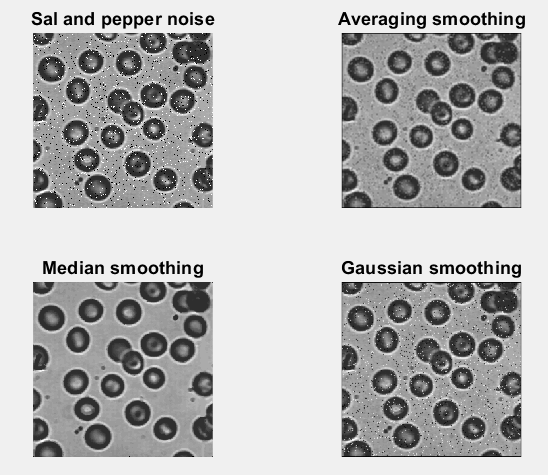 Sal and pepper noise
Averaging smoothing
Median smoothing
Gaussian smoothing